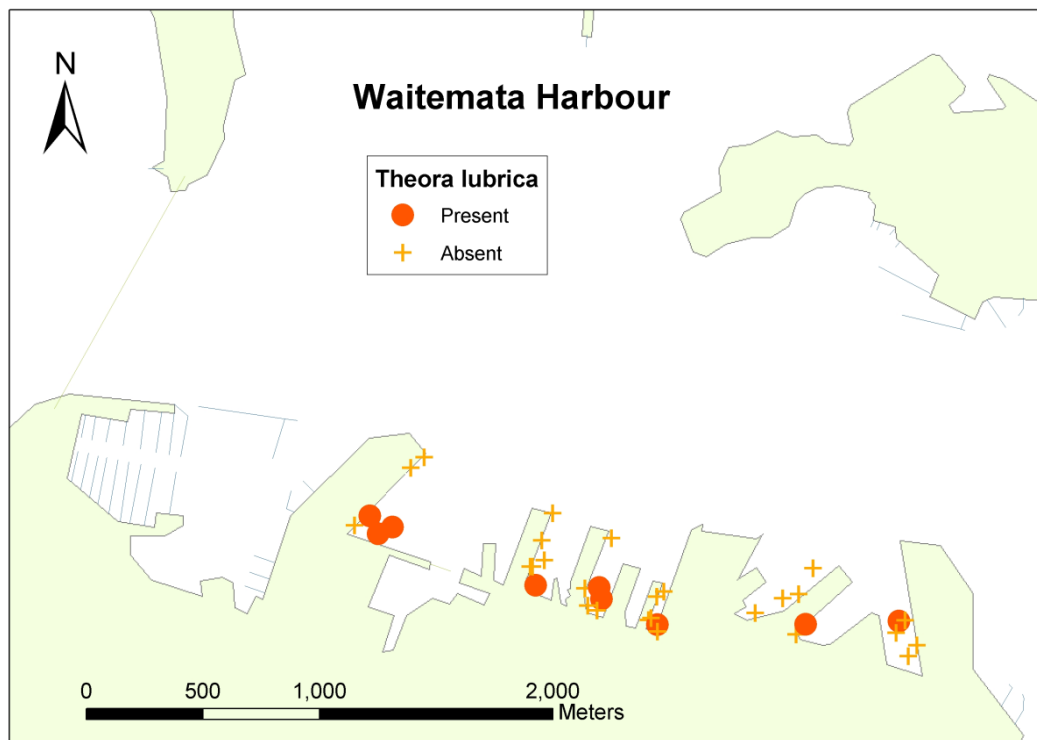 N
Waitemata Harbour
Theora lubrica
Present
Absent
0 500 1,000 2,000
Meters